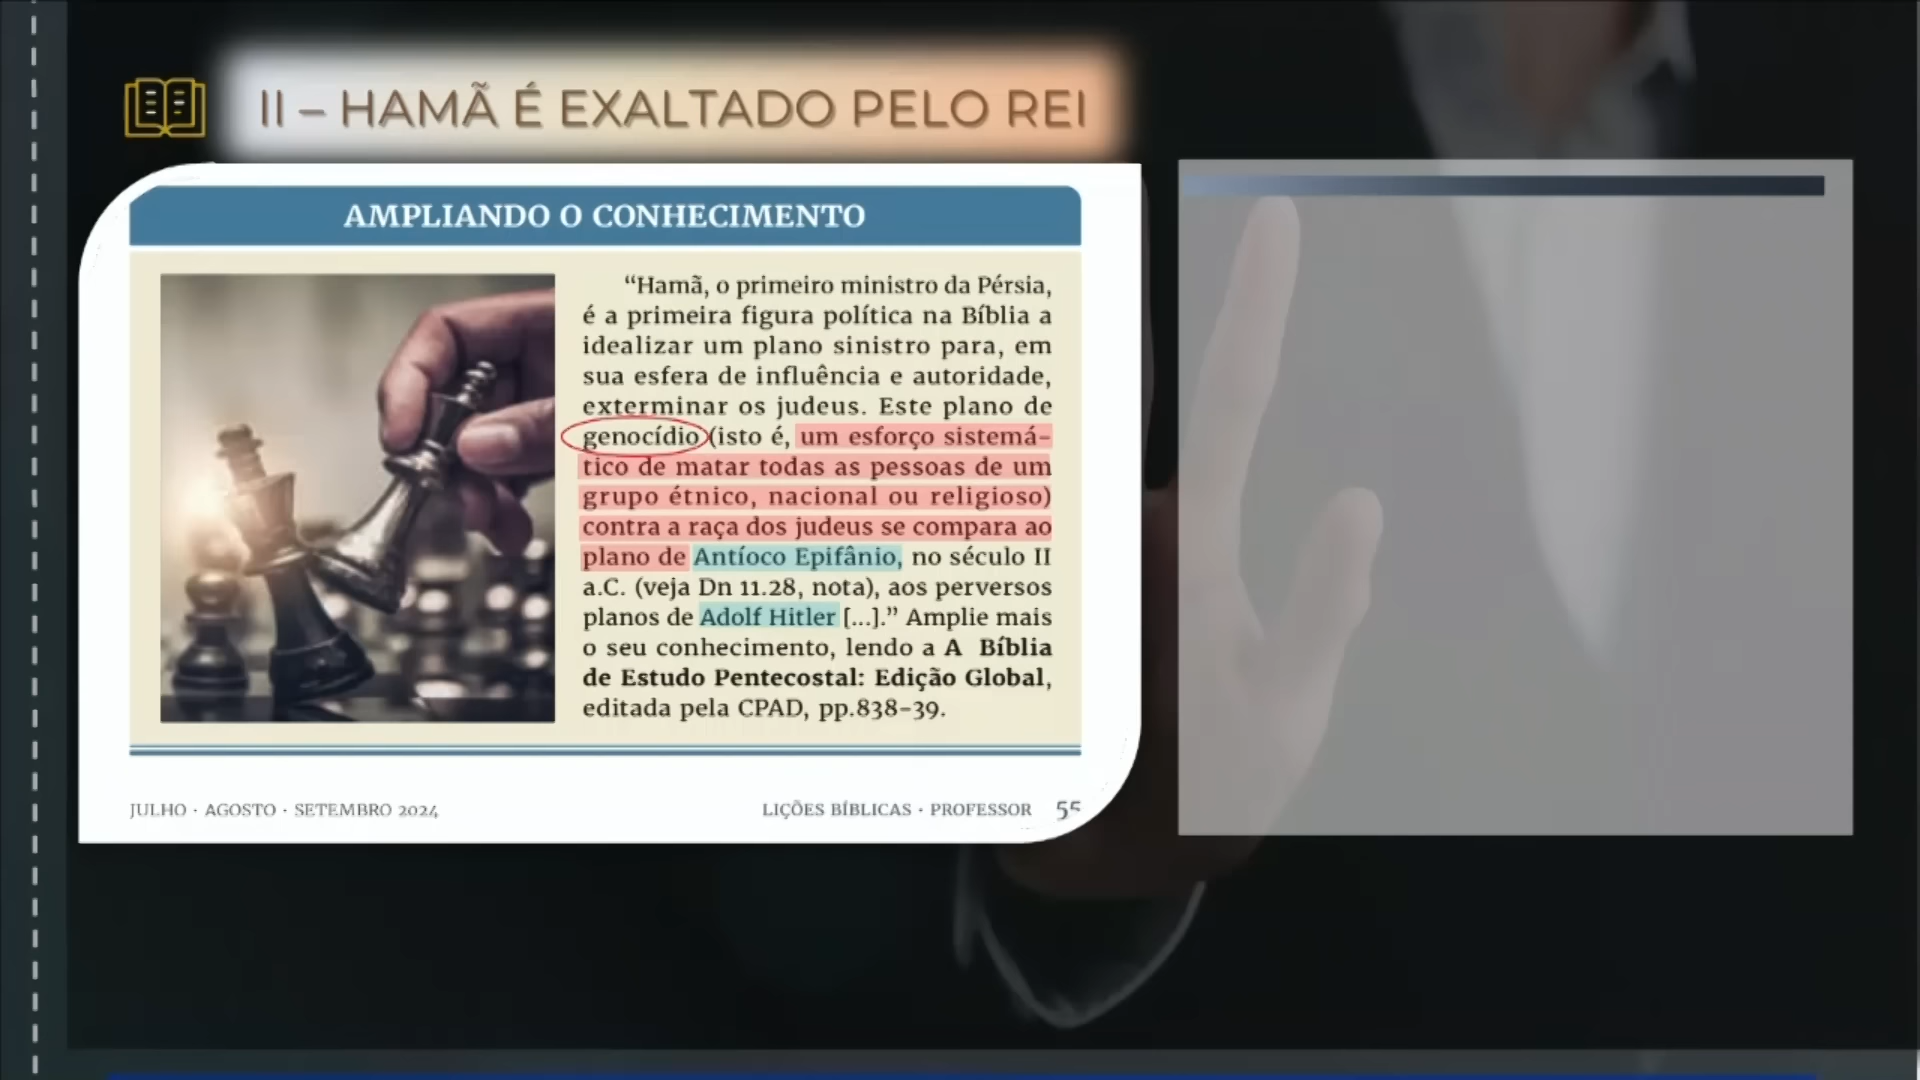 II – HAMÃ É EXALTADO PELO REI
AMPLIANDO O CONHECIMENTO
“Hamã, o primeiro ministro da Pérsia,
é a primeira figura política na Bíblia a
idealizar um plano sinistro para, em
sua esfera de influência e autoridade,
exterminar os judeus. Este plano de
genocídio (isto é, um esforço sistemá-
tico de matar todas as pessoas de um
grupo étnico, nacional ou religioso)
contra a raça dos judeus se compara ao
plano de Antíoco Epifânio, no século II
a.C. (veja Dn 11.28, nota), aos perversos
planos de Adolf Hitler [...].” Amplie mais
o seu conhecimento, lendo a A Bíblia
de Estudo Pentecostal: Edição Global,
editada pela CPAD, pp.838-39.
JULHO · AGOSTO · SETEMBRO 2024
LIÇÕES BÍBLICAS · PROFESSOR 55